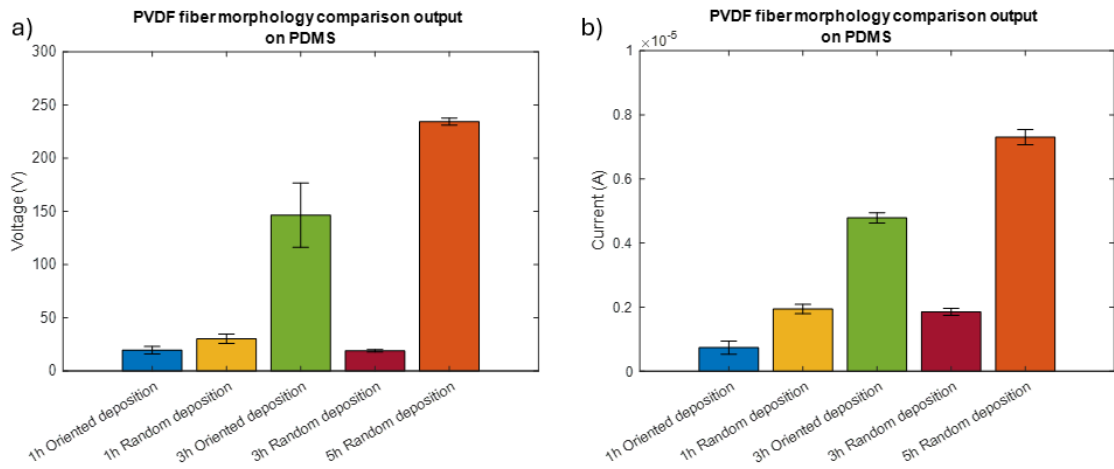 a)
PVDF fiber morphology comparison output
on PDMS
300
250
200
150
100
50
0
Voltage (V)
1h Oriented deposition
1h Random deposition
3h Oriented deposition
3h Random deposition
5h Random deposition
b)
PVDF fiber morphology comparison output
on PDMS
×10⁻⁵
1
0.8
0.6
0.4
0.2
0
Current (A)
1h Oriented deposition
1h Random deposition
3h Oriented deposition
3h Random deposition
5h Random deposition